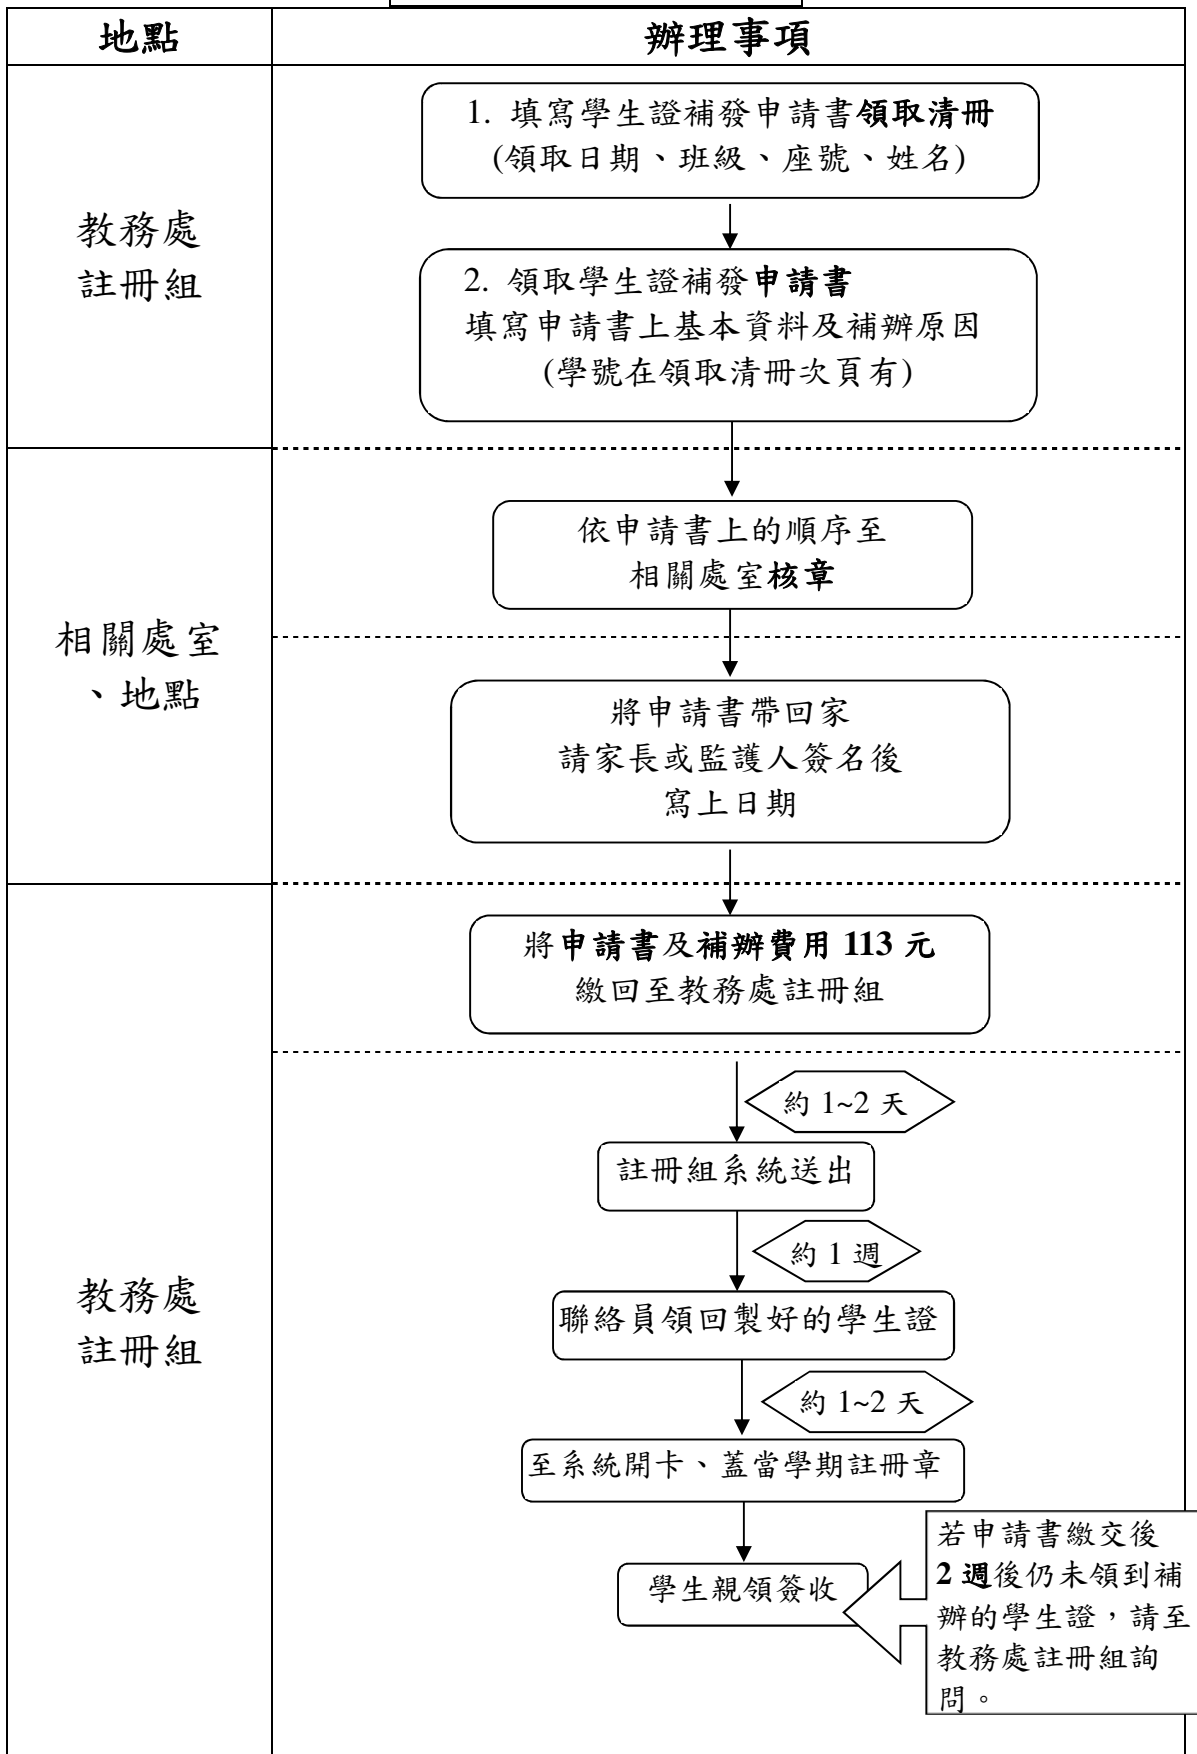 地點
辦理事項
教務處
註冊組
1. 填寫學生證補發申請書領取清冊
(領取日期、班級、座號、姓名)
2. 領取學生證補發申請書
填寫申請書上基本資料及補辦原因
(學號在領取清冊次頁有)
相關處室
、地點
依申請書上的順序至
相關處室核章
將申請書帶回家
請家長或監護人簽名後
寫上日期
教務處
註冊組
將申請書及補辦費用 113 元
繳回至教務處註冊組
約 1~2 天
註冊組系統送出
約 1 週
聯絡員領回製好的學生證
約 1~2 天
至系統開卡、蓋當學期註冊章
學生親領簽收
若申請書繳交後
2 週後仍未領到補
辦的學生證，請至
教務處註冊組詢
問。